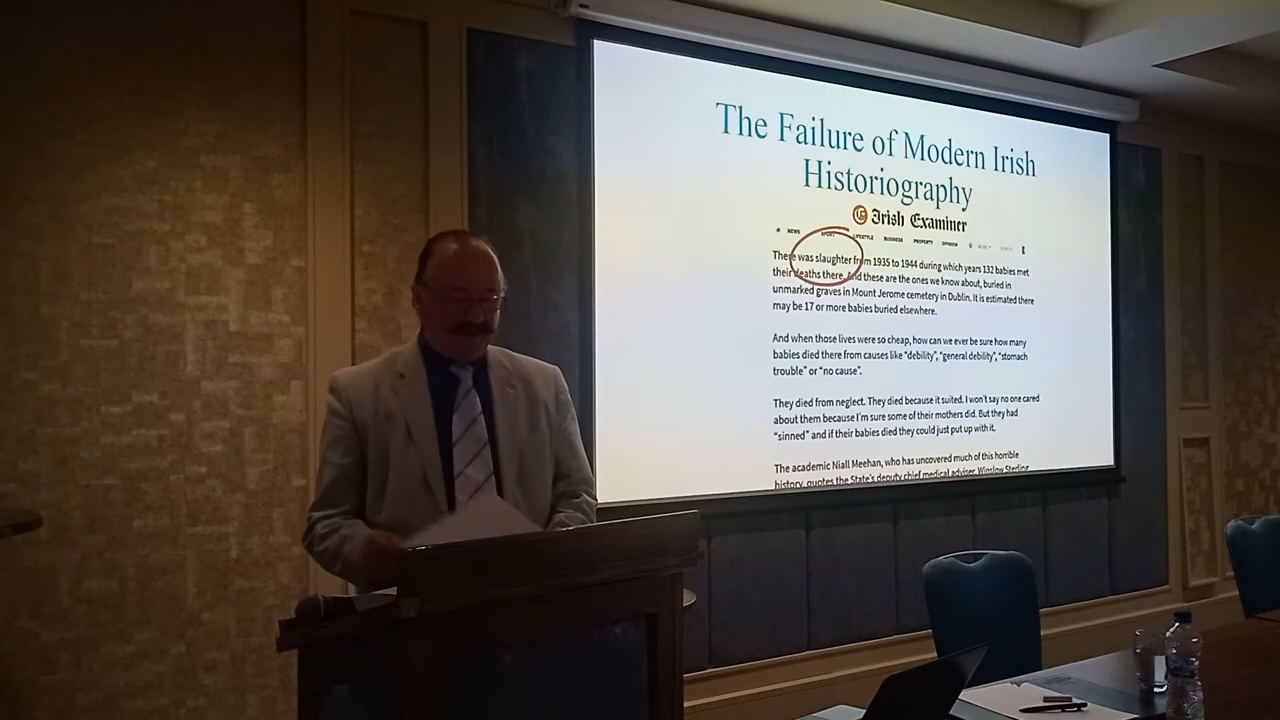 The Failure of Modern Irish
Historiography
Irish Examiner
NEWS SPORT LIFESTYLE BUSINESS PROPERTY OPINION
There was slaughter from 1935 to 1944 during which years 132 babies met
their deaths there. And these are the ones we know about, buried in
unmarked graves in Mount Jerome cemetery in Dublin. It is estimated there
may be 17 or more babies buried elsewhere.
And when those lives were so cheap, how can we ever be sure how many
babies died there from causes like “debility”, “general debility”, “stomach
trouble” or “no cause”.
They died from neglect. They died because it suited. I won’t say no one cared
about them because I’m sure some of their mothers did. But they had
“sinned” and if their babies died they could just put up with it.
The academic Niall Meehan, who has uncovered much of this horrible
history, quotes the State’s deputy chief medical adviser, Winslow Sterling